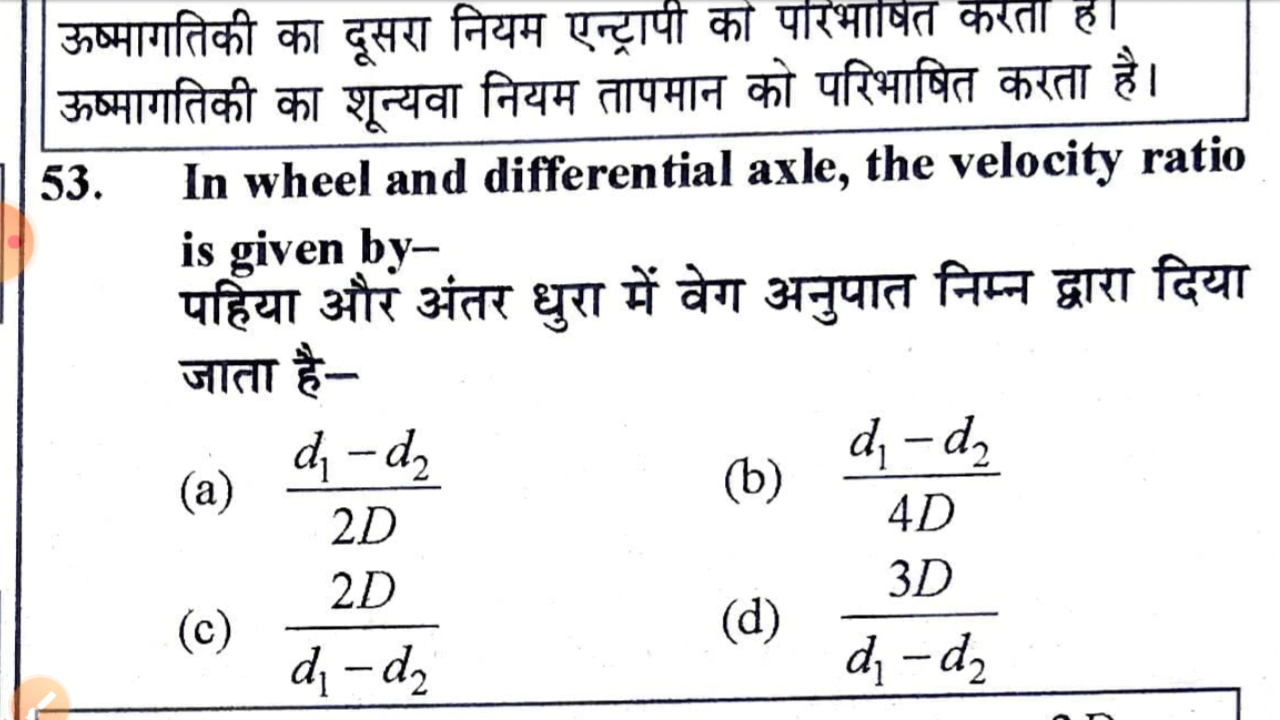 ऊष्मागतिकी का दूसरा नियम एन्ट्रापी को परिभाषित करता है।
ऊष्मागतिकी का शून्यवा नियम तापमान को परिभाषित करता है।
53. In wheel and differential axle, the velocity ratio
is given by–
पहिया और अंतर धुरा में वेग अनुपात निम्न द्वारा दिया
जाता है–
(a) (d₁ – d₂)/2D (b) (d₁ – d₂)/4D
(c) 2D/(d₁ – d₂) (d) 3D/(d₁ – d₂)